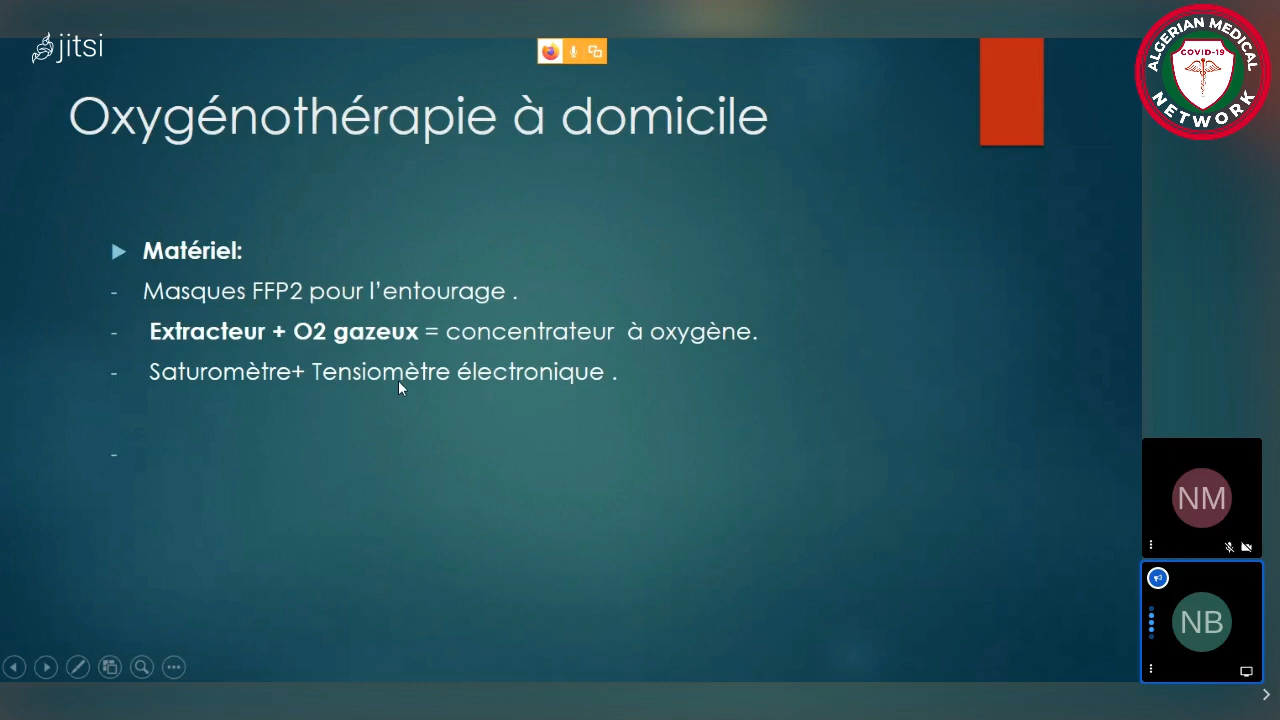 jitsi
ALGERIAN MEDICAL
COVID-19
NETWORK
Oxygénothérapie à domicile
Matériel:
- Masques FFP2 pour l’entourage .
- Extracteur + O2 gazeux = concentrateur à oxygène.
- Saturomètre+ Tensiomètre électronique .
-
NM
NB